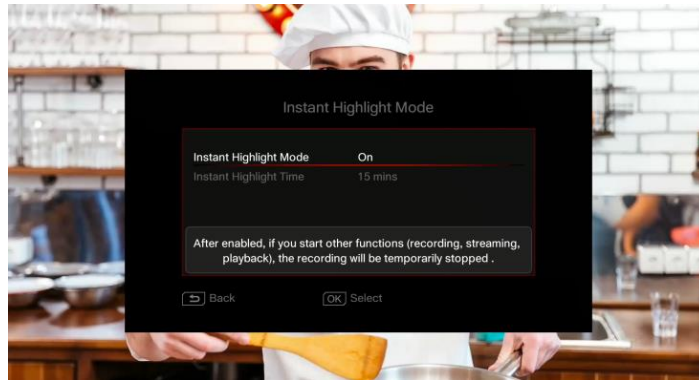 Instant Highlight Mode
Instant Highlight Mode On
Instant Highlight Time 15 mins
After enabled, if you start other functions (recording, streaming,
playback), the recording will be temporarily stopped .
Back OK Select